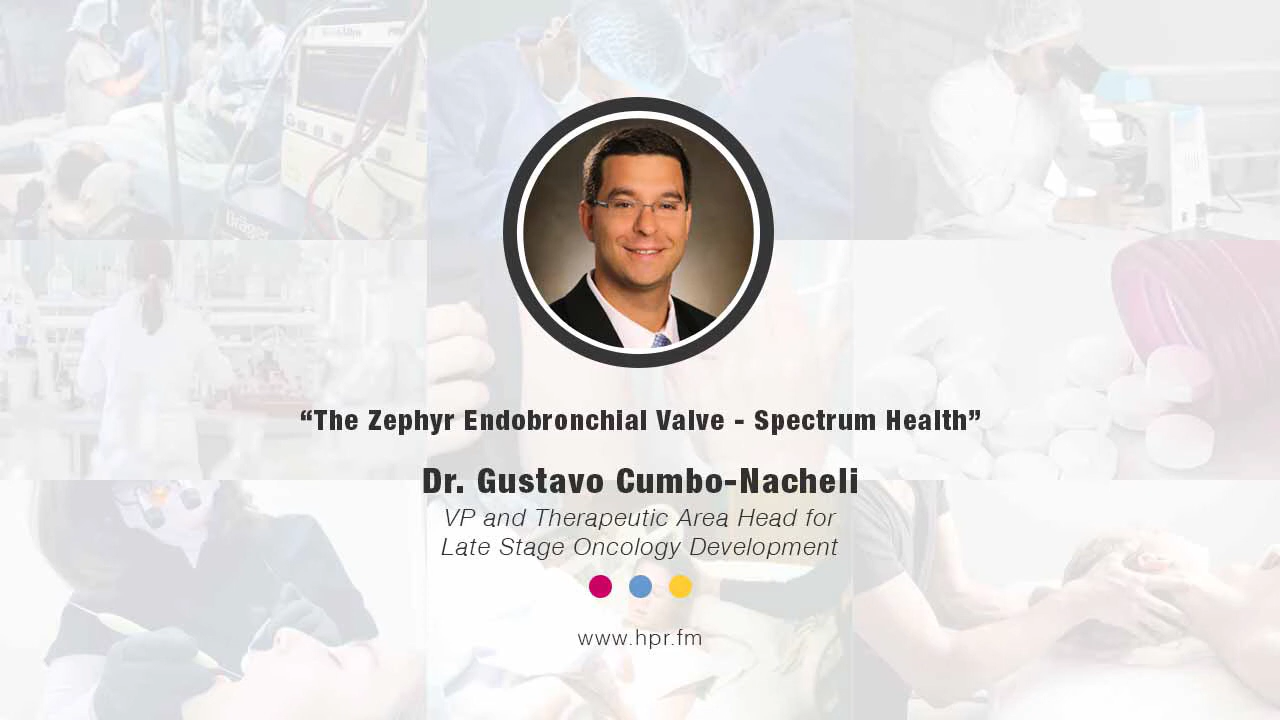 Dräger
“The Zephyr Endobronchial Valve - Spectrum Health”
Dr. Gustavo Cumbo-Nacheli
VP and Therapeutic Area Head for
Late Stage Oncology Development
www.hpr.fm